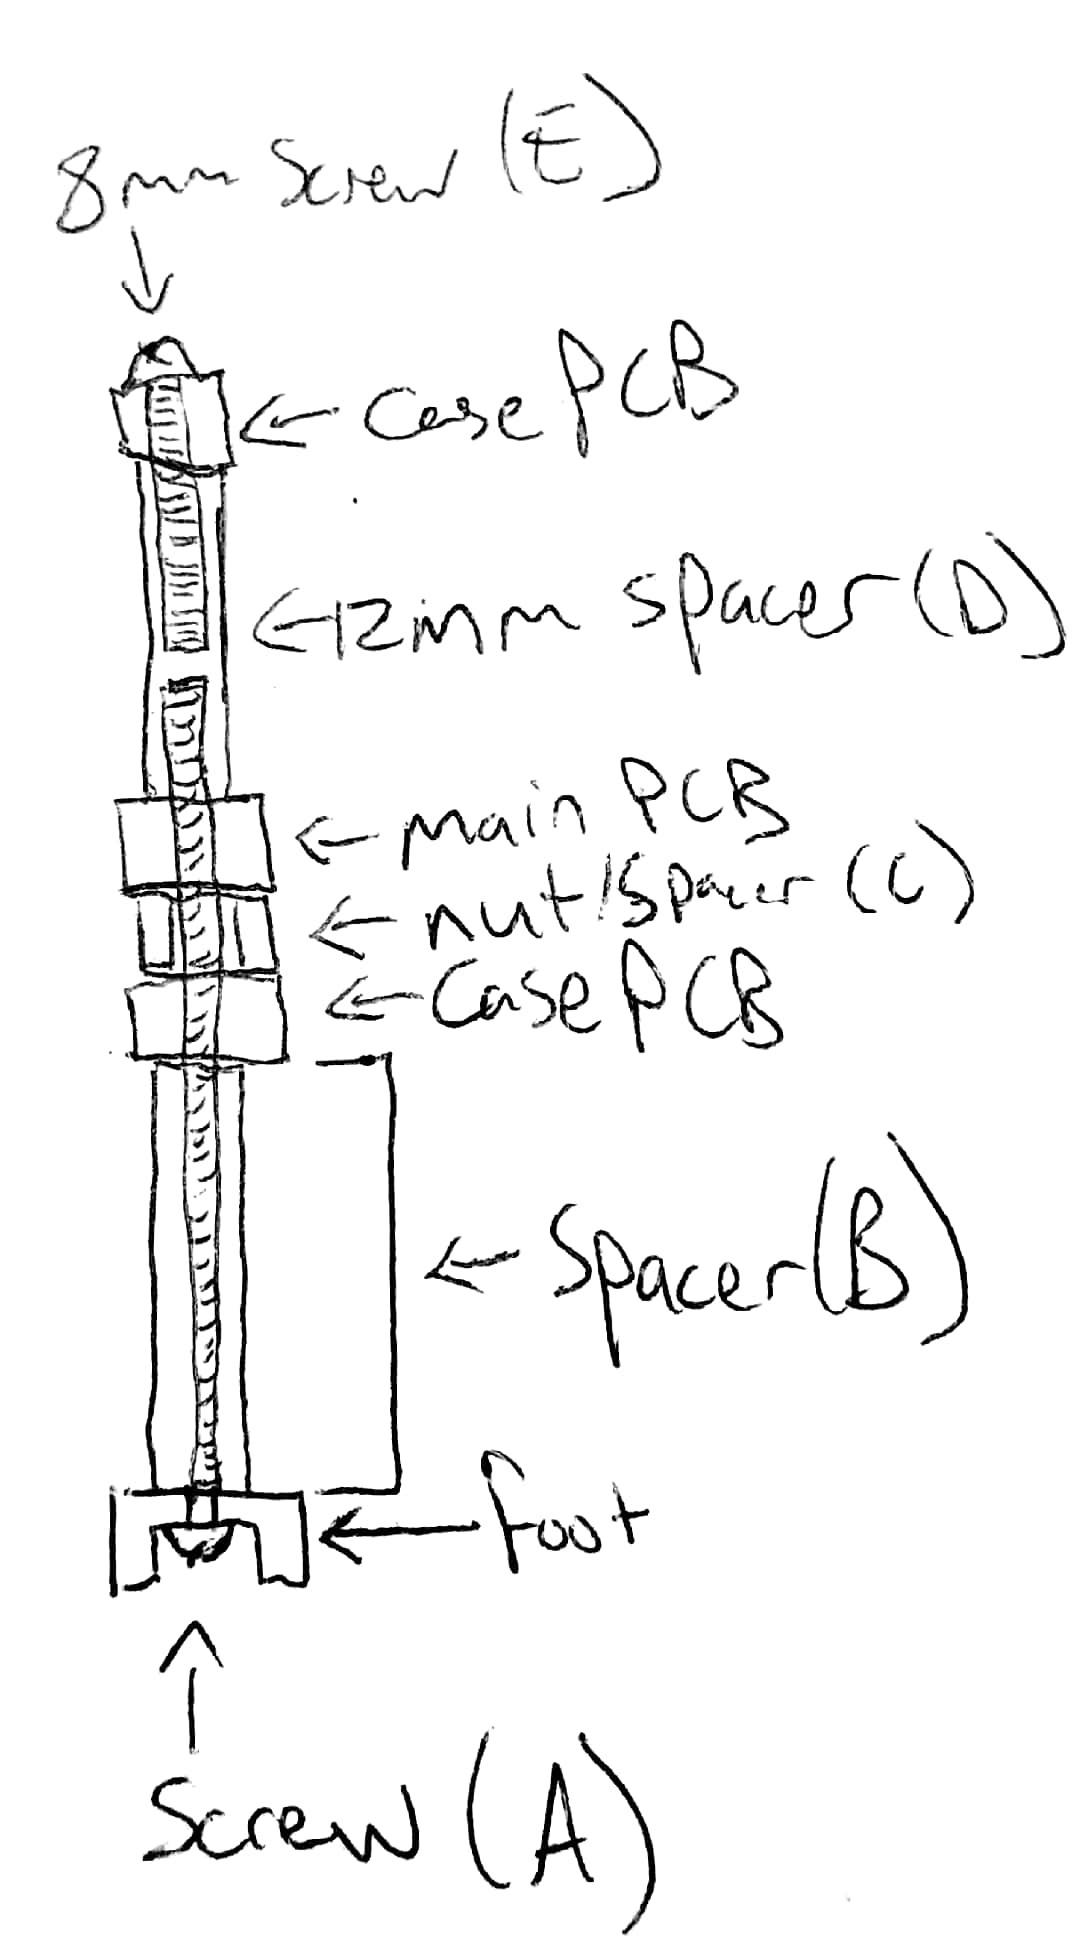 8mm Screw (E)
Case PCB
12mm spacer (D)
main PCB
nut/spacer (C)
Case PCB
Spacer (B)
Foot
Screw (A)